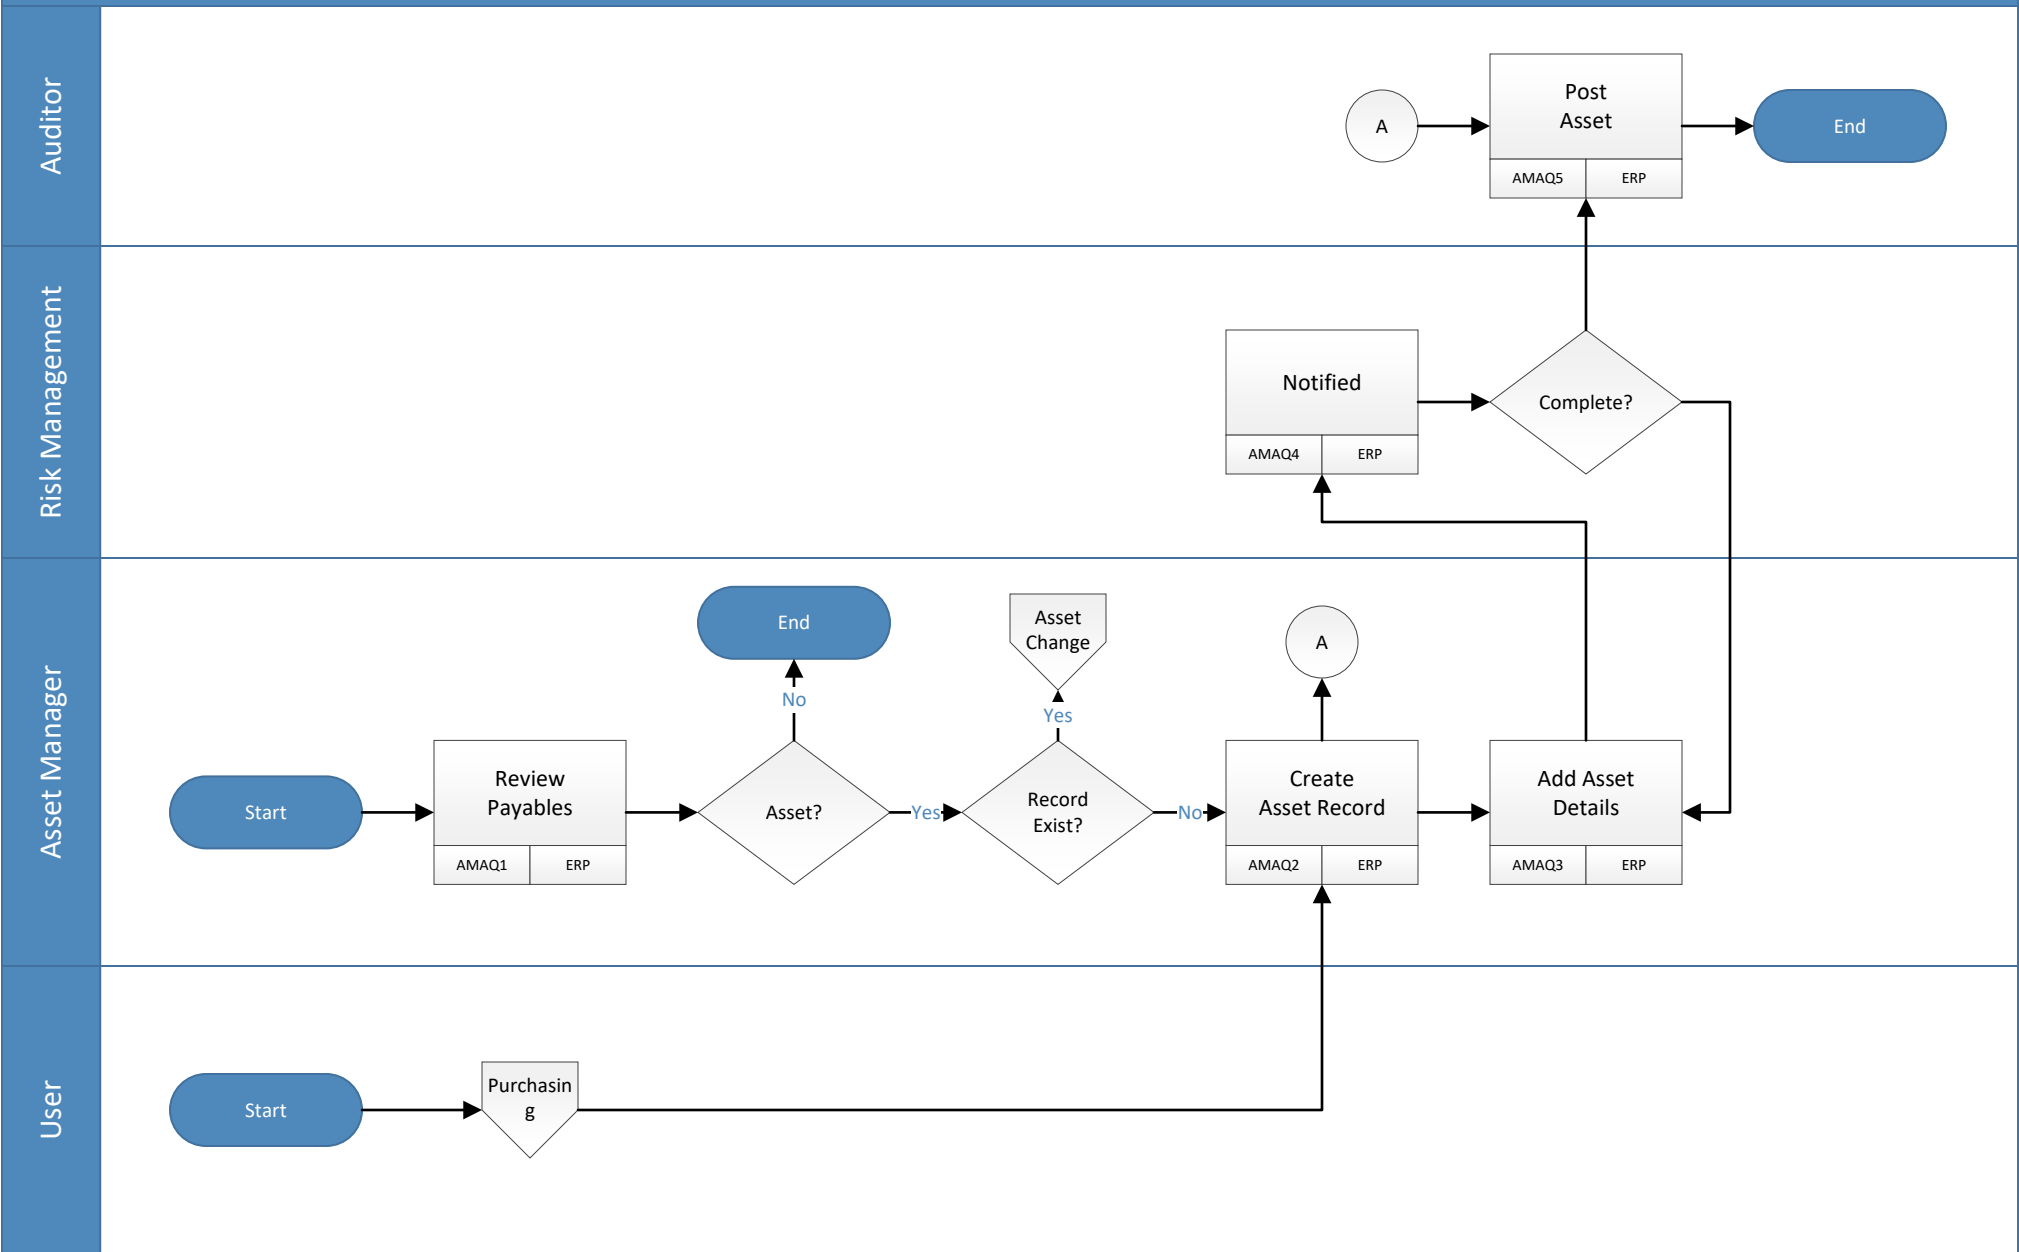 Auditor
A
Post
Asset
AMAQ5
ERP
End
Risk Management
Notified
AMAQ4
ERP
Complete?
Asset Manager
Start
Review
Payables
AMAQ1
ERP
Asset?
No
End
Yes
Record
Exist?
Yes
Asset
Change
No
Create
Asset Record
AMAQ2
ERP
A
Add Asset
Details
AMAQ3
ERP
User
Start
Purchasin
g